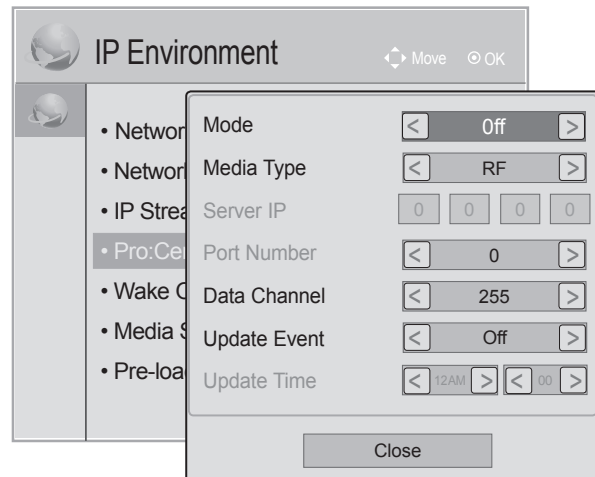 IP Environment
Move OK
• Networ
• Network
• IP Strea
• Pro:Cen
• Wake O
• Media S
• Pre-loa
Mode < Off >
Media Type < RF >
Server IP 0 0 0 0
Port Number < 0 >
Data Channel < 255 >
Update Event < Off >
Update Time < 12AM > < 00 >
Close